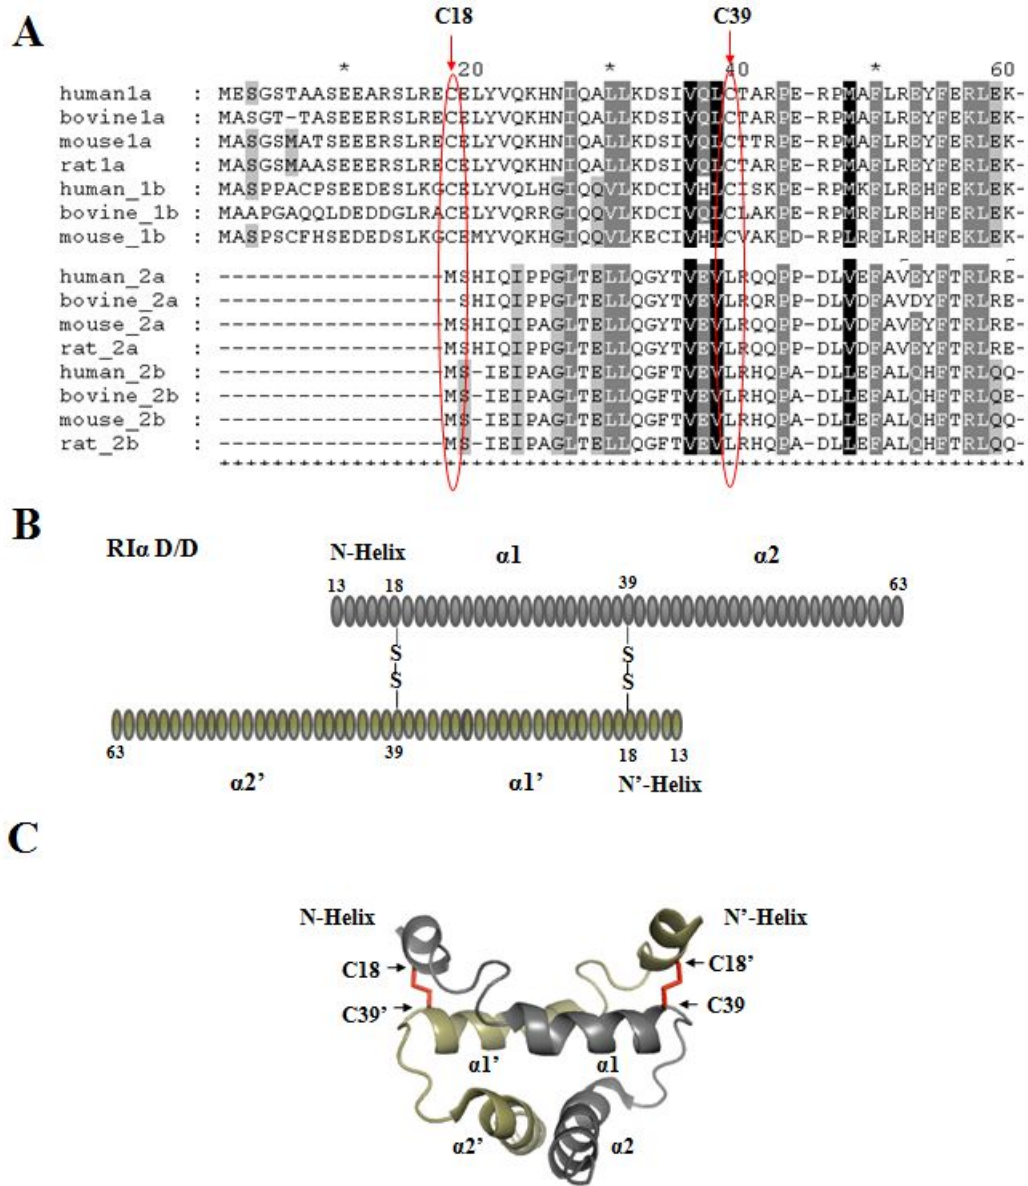 C18 C39
A
* 20 * 40 * 60
human1a : MESGSTAASEEARSLRECELYVQKHNIQALLKDSIVQLCTARPE-RPMAFLREYFERLEK-
bovine1a : MASGT-TASEEERSLRECELYVQKHNIQALLKDSIVQLCTARPE-RPMAFLREYFERLEK-
mouse1a : MASGSMATSEEERSLRECELYVQKHNIQALLKDSIVQLCTTRPE-RPMAFLREYFERLEK-
rat1a : MASGSMAASEEERSLRECELYVQKHNIQALLKDSIVQLCTARPE-RPMAFLREYFERLEK-
human_1b : MASPPACPSEEDESLKGCELYVQLHGIQQVLKDCIVHLCISKPE-RPMKFLREHFEKLEK-
bovine_1b : MAAPGAQQLDEDDGLRACELYVQRRGIQQVLKDCIVQLCLAKPE-RPMRFLREHFEKLEK-
mouse_1b : MASPSCFHSEDEDSLKGCEMYVQKHGIQQVLKECIVHLCVAKPD-RPLRFLREHFEKLEK-
human_2a : -----------------MSHIQIPPGLTELLQGYTVEVLRQQPP-DLVEFAVEYFTRLRE-
bovine_2a : ------------------SHIQIPPGLTELLQGYTVEVLRQRPP-DLVEFAVDYFTRLRE-
mouse_2a : -----------------MSHIQIPAGLTELLQGYTVEVLRQQPP-DLVDFAVEYFTRLRE-
rat_2a : -----------------MSHIQIPPGLTELLQGYTVEVLRQQPP-DLVDFAVEYFTRLRE-
human_2b : -----------------MS-IEIPAGLTELLQGFTVEVLRHQPA-DLLEFALQHFTRLQQ-
bovine_2b : -----------------MS-IEIPAGLTELLQGFTVEVLRHQPA-DLLEFALQHFTRLQE-
mouse_2b : -----------------MS-IEIPAGLTELLQGFTVEVLRHQPA-DLLEFALQHFTRLQQ-
rat_2b : -----------------MS-IEIPAGLTELLQGFTVEVLRHQPA-DLLEFALQHFTRLQQ-
B
RIα D/D N-Helix α1 α2
13 18 39 63
S S
S S
63 39 18 13
α2’ α1’ N’-Helix
C
N-Helix N’-Helix
C18 C18’
C39’ C39
α1’ α1
α2’ α2